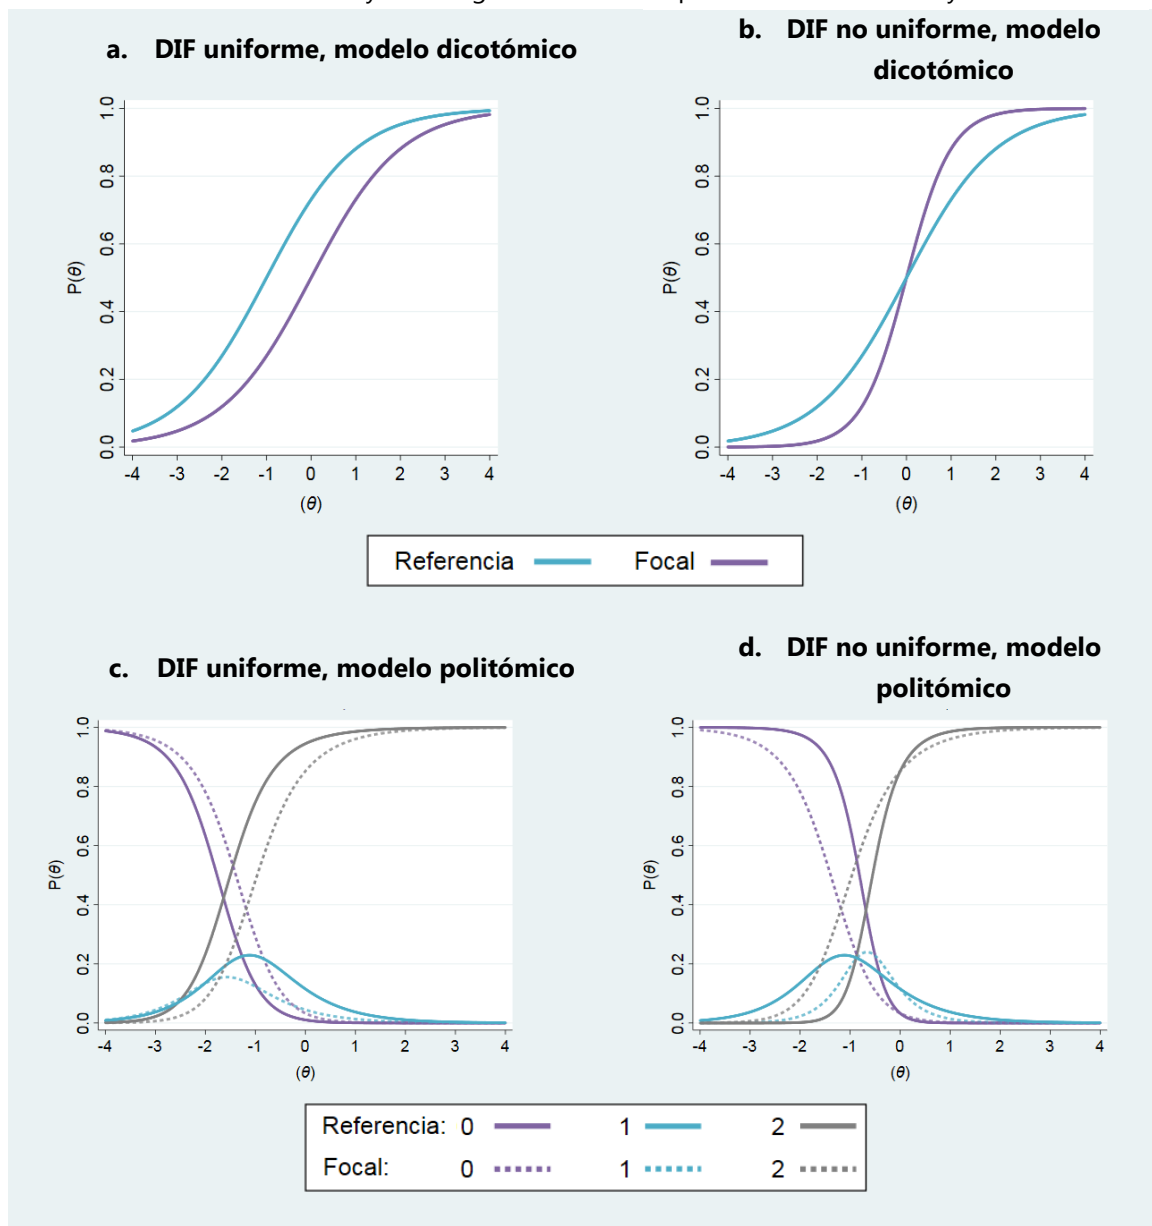 a. DIF uniforme, modelo dicotómico
b. DIF no uniforme, modelo
dicotómico
1.0
0.8
0.6
0.4
0.2
0.0
P(θ)
-4 -3 -2 -1 0 1 2 3 4
(θ)
1.0
0.8
0.6
0.4
0.2
0.0
P(θ)
-4 -3 -2 -1 0 1 2 3 4
(θ)
Referencia Focal
c. DIF uniforme, modelo politómico
d. DIF no uniforme, modelo
politómico
1.0
0.8
0.6
0.4
0.2
0.0
P(θ)
-4 -3 -2 -1 0 1 2 3 4
(θ)
1.0
0.8
0.6
0.4
0.2
0.0
P(θ)
-4 -3 -2 -1 0 1 2 3 4
(θ)
Referencia: 0 1 2
Focal: 0 1 2